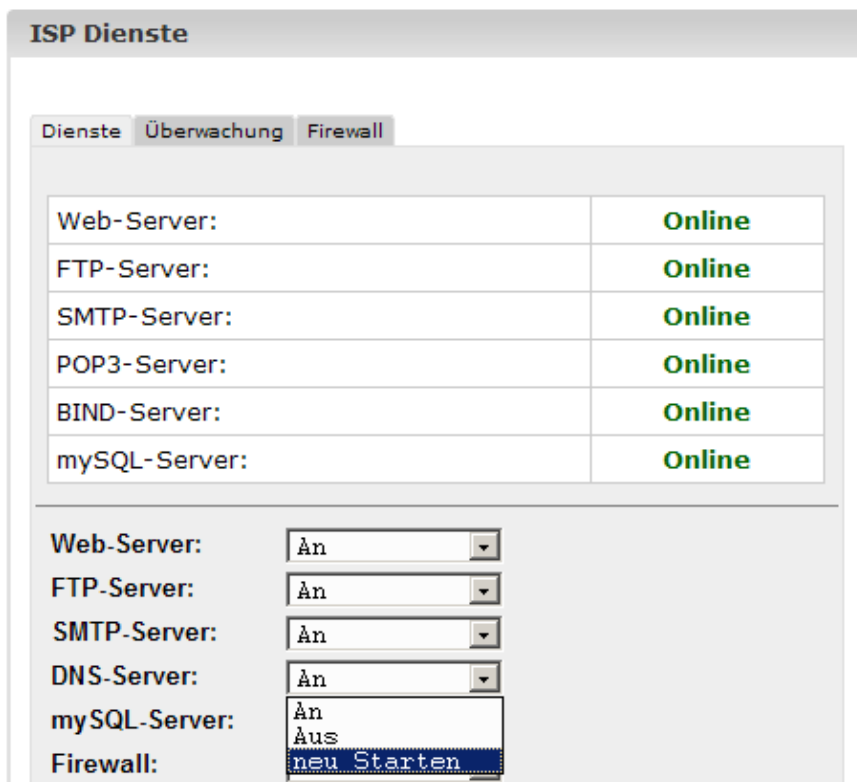 ISP Dienste
Dienste Überwachung Firewall
Web-Server: Online
FTP-Server: Online
SMTP-Server: Online
POP3-Server: Online
BIND-Server: Online
mySQL-Server: Online
Web-Server: An
FTP-Server: An
SMTP-Server: An
DNS-Server: An
mySQL-Server: An
Aus
Firewall: neu Starten